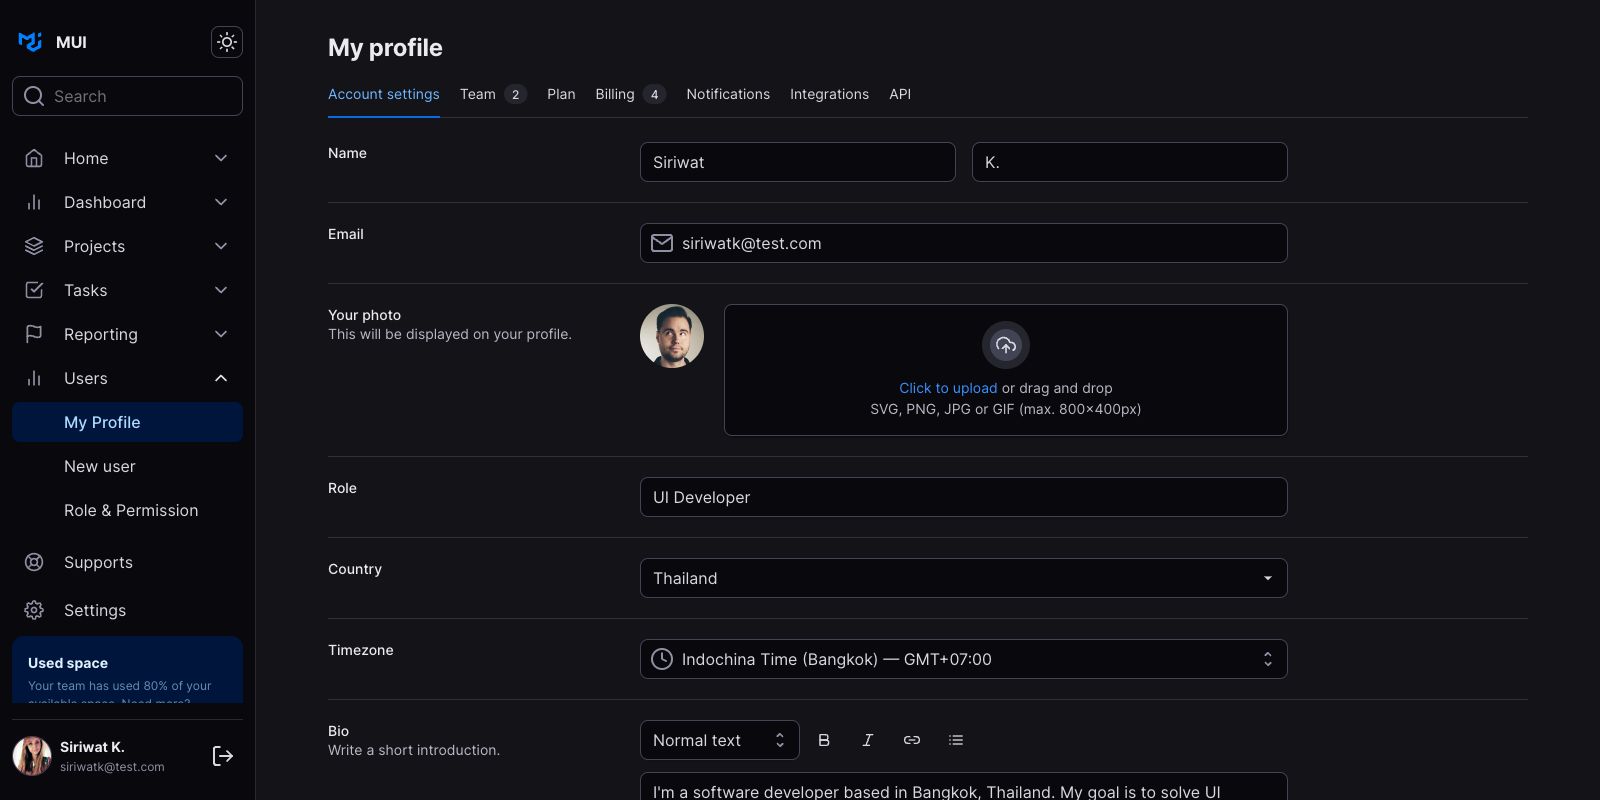 MUI
Search
Home
Dashboard
Projects
Tasks
Reporting
Users
My Profile
New user
Role & Permission
Supports
Settings
Used space
Your team has used 80% of your
available space. Need more?
Siriwat K.
siriwatk@test.com
My profile
Account settings Team 2 Plan Billing 4 Notifications Integrations API
Name
Siriwat K.
Email
siriwatk@test.com
Your photo
This will be displayed on your profile.
Click to upload or drag and drop
SVG, PNG, JPG or GIF (max. 800×400px)
Role
UI Developer
Country
Thailand
Timezone
Indochina Time (Bangkok) — GMT+07:00
Bio
Write a short introduction.
Normal text B I
I'm a software developer based in Bangkok, Thailand. My goal is to solve UI